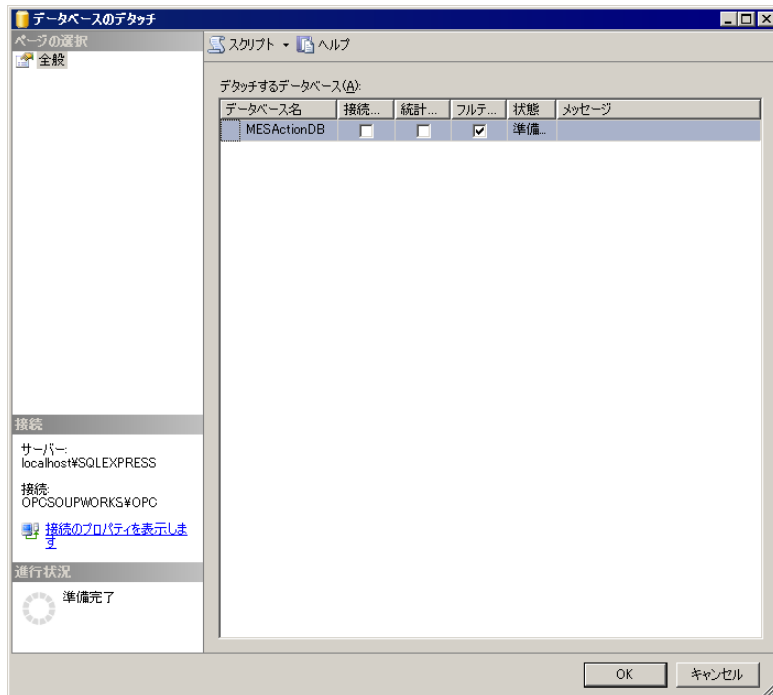 データベースのデタッチ
ページの選択
全般
スクリプト
ヘルプ
デタッチするデータベース(A):
データベース名 接続... 統計... フルテ... 状態 メッセージ
MESActionDB 準備...
接続
サーバー:
localhost¥SQLEXPRESS
接続:
OPCSOUPWORKS¥OPC
接続のプロパティを表示しま
す
進行状況
準備完了
OK
キャンセル